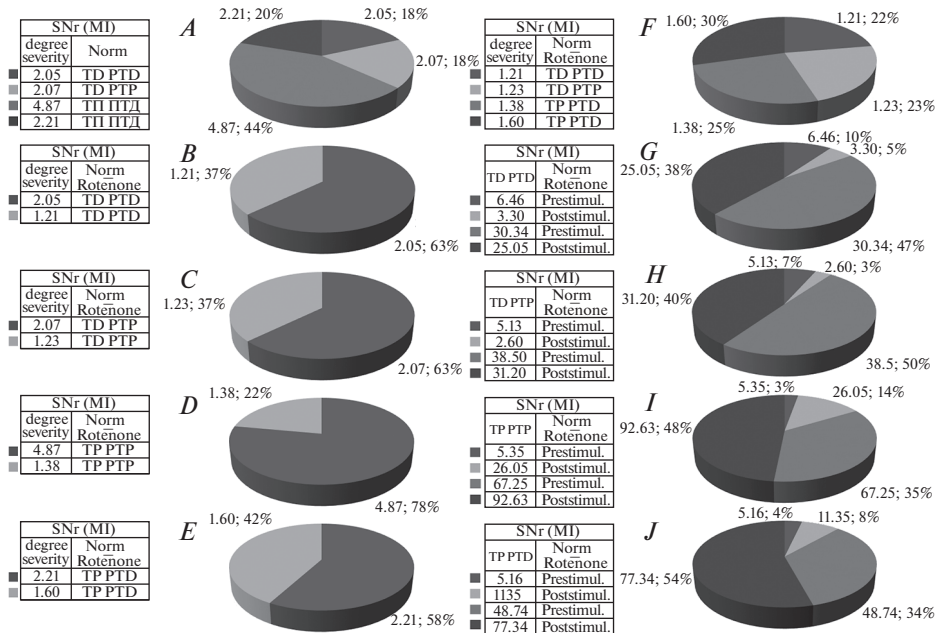 SNr (MI)
degree severity Norm
2.05 TD PTD
2.07 TD PTP
4.87 ТП ПТД
2.21 ТП ПТД
A
2.21; 20%
2.05; 18%
2.07; 18%
4.87; 44%
SNr (MI)
degree severity Norm Rotenone
1.21 TD PTD
1.23 TD PTP
1.38 TP PTD
1.60 TP PTD
F
1.60; 30%
1.21; 22%
1.23; 23%
1.38; 25%
SNr (MI)
degree severity Norm Rotenone
2.05 TD PTD
1.21 TD PTD
B
1.21; 37%
2.05; 63%
SNr (MI)
TD PTD Norm Rotenone
6.46 Prestimul.
3.30 Poststimul.
30.34 Prestimul.
25.05 Poststimul.
G
6.46; 10%
3.30; 5%
25.05; 38%
30.34; 47%
SNr (MI)
degree severity Norm Rotenone
2.07 TD PTP
1.23 TD PTP
C
1.23; 37%
2.07; 63%
SNr (MI)
TD PTP Norm Rotenone
5.13 Prestimul.
2.60 Poststimul.
38.50 Prestimul.
31.20 Poststimul.
H
5.13; 7%
2.60; 3%
31.20; 40%
38.5; 50%
SNr (MI)
degree severity Norm Rotenone
4.87 TP PTP
1.38 TP PTP
D
1.38; 22%
4.87; 78%
SNr (MI)
TP PTP Norm Rotenone
5.35 Prestimul.
26.05 Poststimul.
67.25 Prestimul.
92.63 Poststimul.
I
5.35; 3%
26.05; 14%
92.63; 48%
67.25; 35%
SNr (MI)
degree severity Norm Rotenone
2.21 TP PTD
1.60 TP PTD
E
1.60; 42%
2.21; 58%
SNr (MI)
TP PTD Norm Rotenone
5.16 Prestimul.
1135 Poststimul.
48.74 Prestimul.
77.34 Poststimul.
J
5.16; 4%
11.35; 8%
77.34; 54%
48.74; 34%